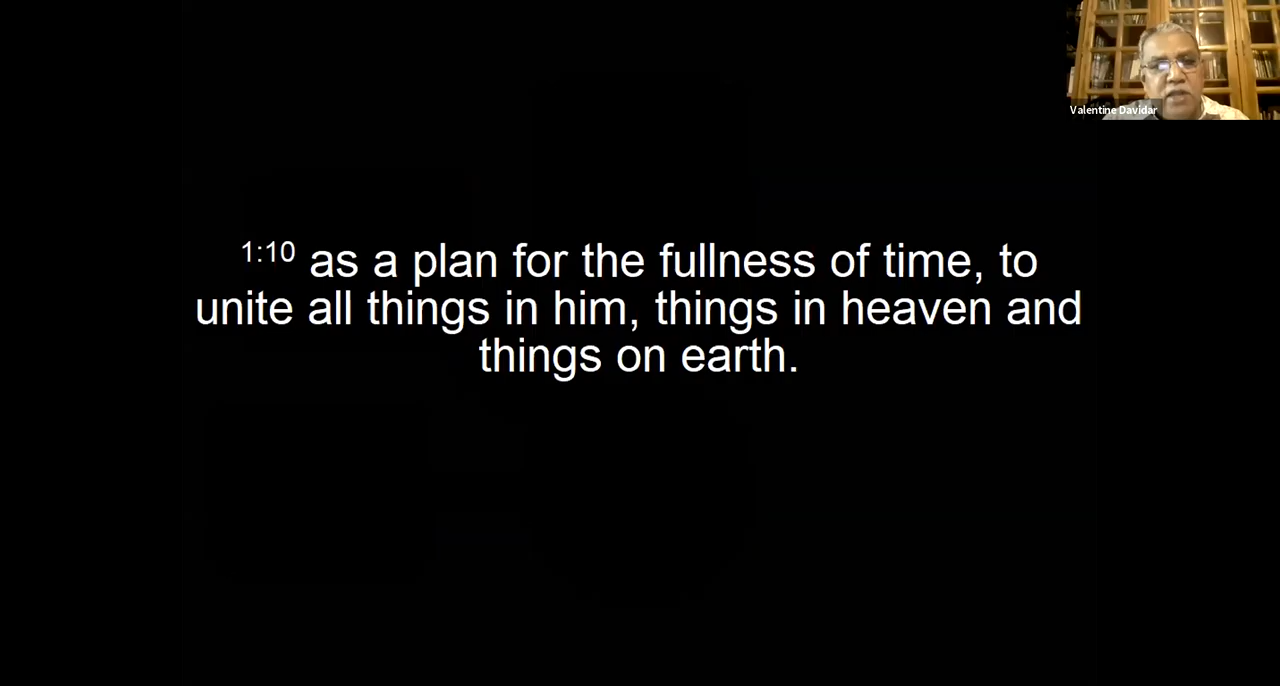 Valentine Davidar
1:10 as a plan for the fullness of time, to
unite all things in him, things in heaven and
things on earth.